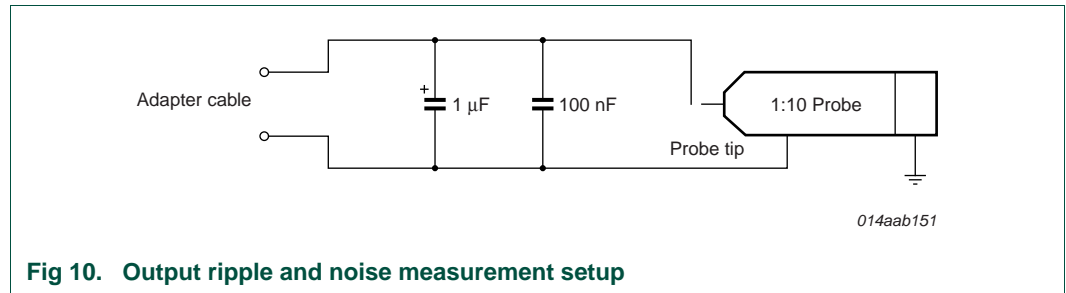 Adapter cable
+
1 μF
100 nF
1:10 Probe
Probe tip
014aab151
Fig 10. Output ripple and noise measurement setup